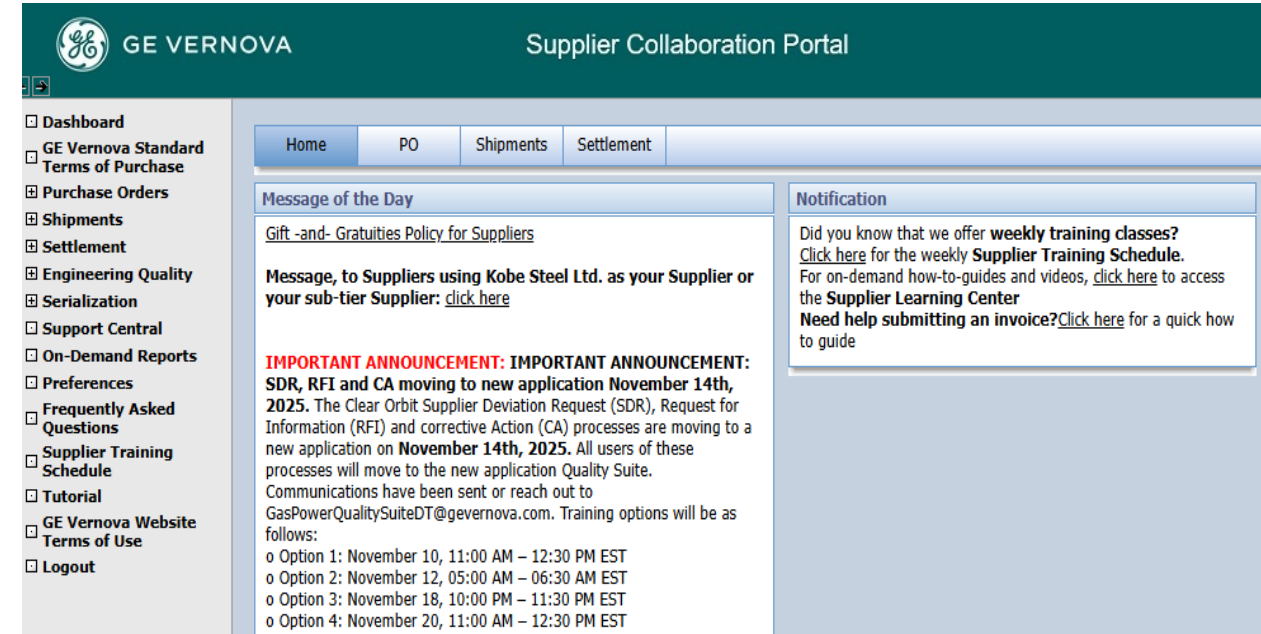 GE VERNOVA
Supplier Collaboration Portal
Dashboard
GE Vernova Standard
Terms of Purchase
Purchase Orders
Shipments
Settlement
Engineering Quality
Serialization
Support Central
On-Demand Reports
Preferences
Frequently Asked
Questions
Supplier Training
Schedule
Tutorial
GE Vernova Website
Terms of Use
Logout
Home PO Shipments Settlement
Message of the Day
Gift -and- Gratuities Policy for Suppliers
Message, to Suppliers using Kobe Steel Ltd. as your Supplier or
your sub-tier Supplier: click here
IMPORTANT ANNOUNCEMENT: IMPORTANT ANNOUNCEMENT:
SDR, RFI and CA moving to new application November 14th,
2025. The Clear Orbit Supplier Deviation Request (SDR), Request for
Information (RFI) and corrective Action (CA) processes are moving to a
new application on November 14th, 2025. All users of these
processes will move to the new application Quality Suite.
Communications have been sent or reach out to
GasPowerQualitySuiteDT@gevernova.com. Training options will be as
follows:
o Option 1: November 10, 11:00 AM – 12:30 PM EST
o Option 2: November 12, 05:00 AM – 06:30 AM EST
o Option 3: November 18, 10:00 PM – 11:30 PM EST
o Option 4: November 20, 11:00 AM – 12:30 PM EST
Notification
Did you know that we offer weekly training classes?
Click here for the weekly Supplier Training Schedule.
For on-demand how-to-guides and videos, click here to access
the Supplier Learning Center
Need help submitting an invoice?Click here for a quick how
to guide